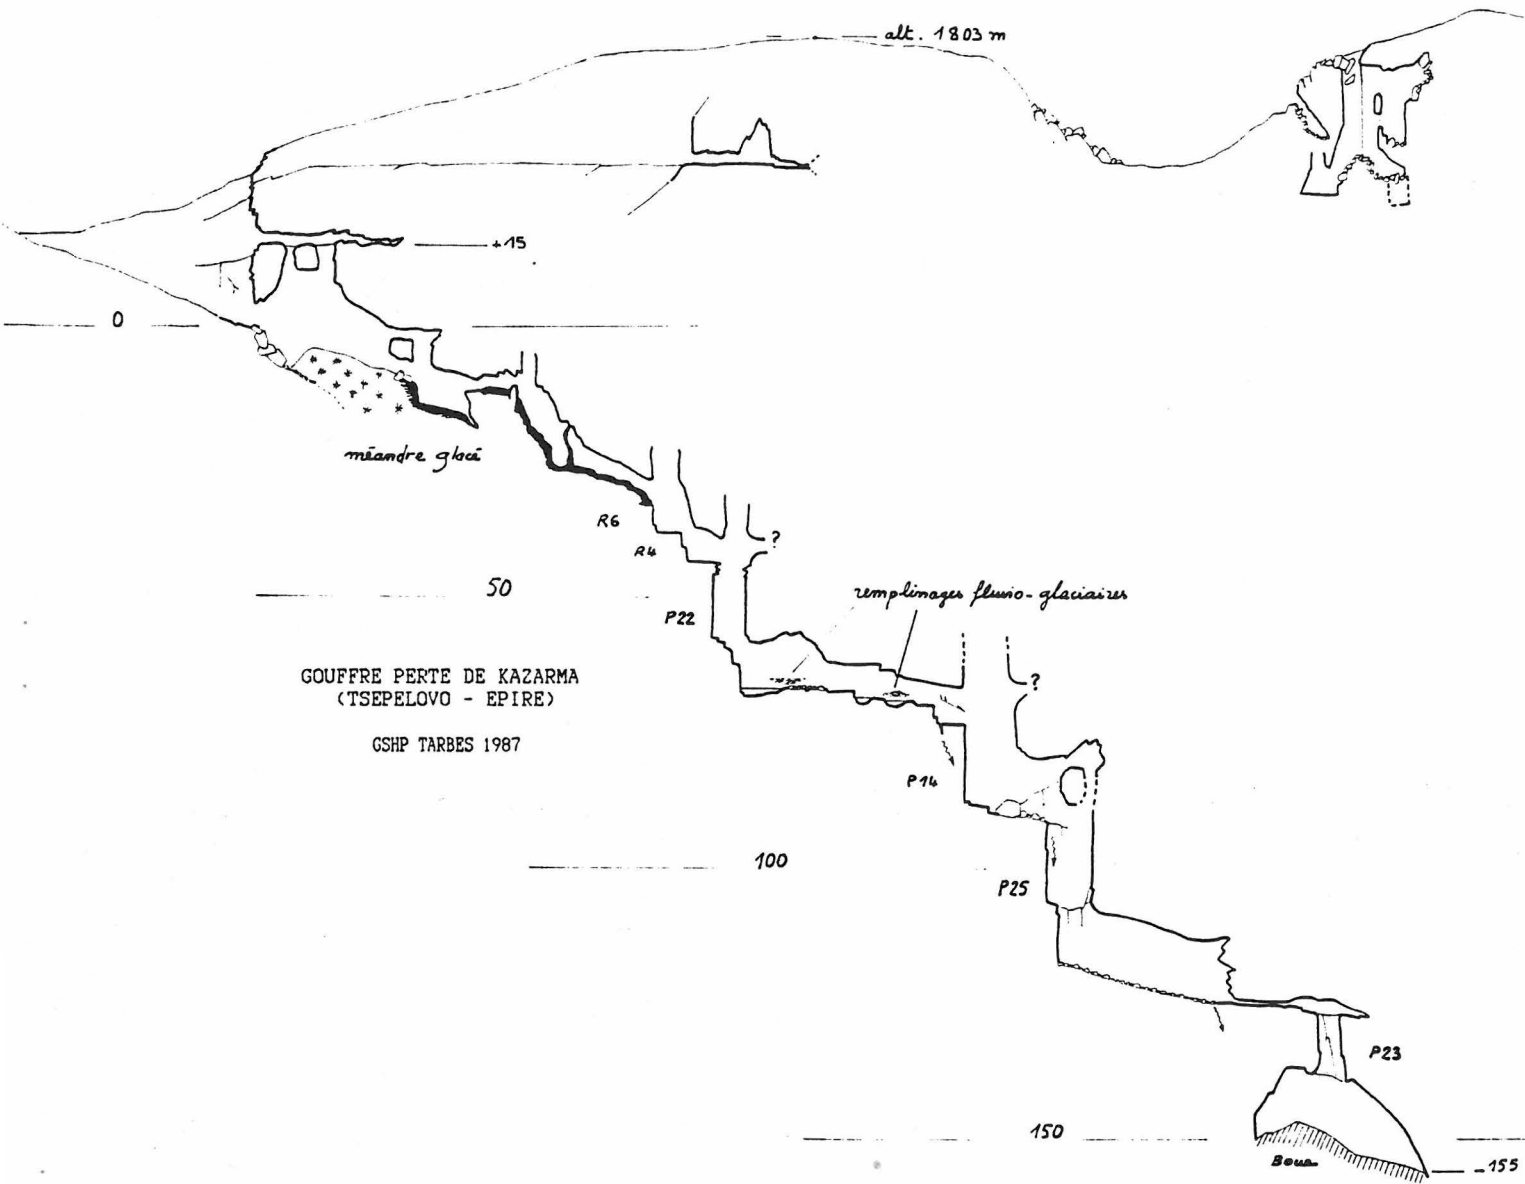 alt. 1803 m
+15
0
méandre glacé
R6
R4
?
50
remplinages fluvio-glaciaires
P22
GOUFFRE PERTE DE KAZARMA
(TSEPELOVO - EPIRE)
GSHP TARBES 1987
?
P14
100
P25
P23
150
Boue
-155